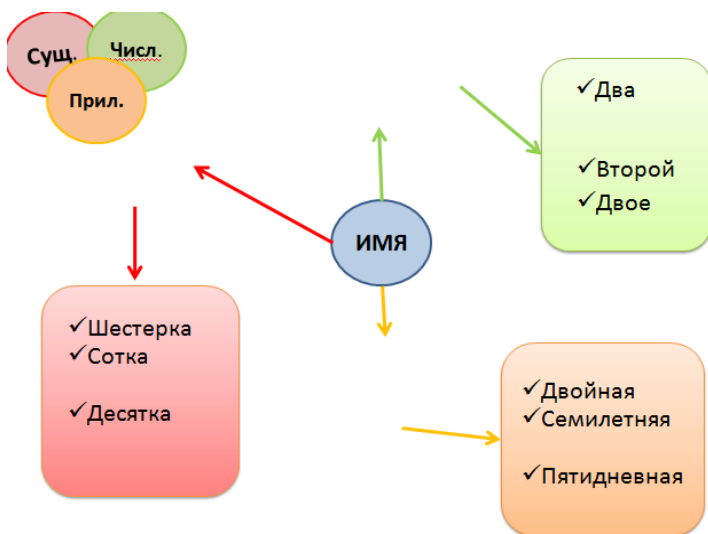 Сущ.
Числ.
Прил.
✓Два
✓Второй
✓Двое
ИМЯ
✓Шестерка
✓Сотка
✓Десятка
✓Двойная
✓Семилетняя
✓Пятидневная